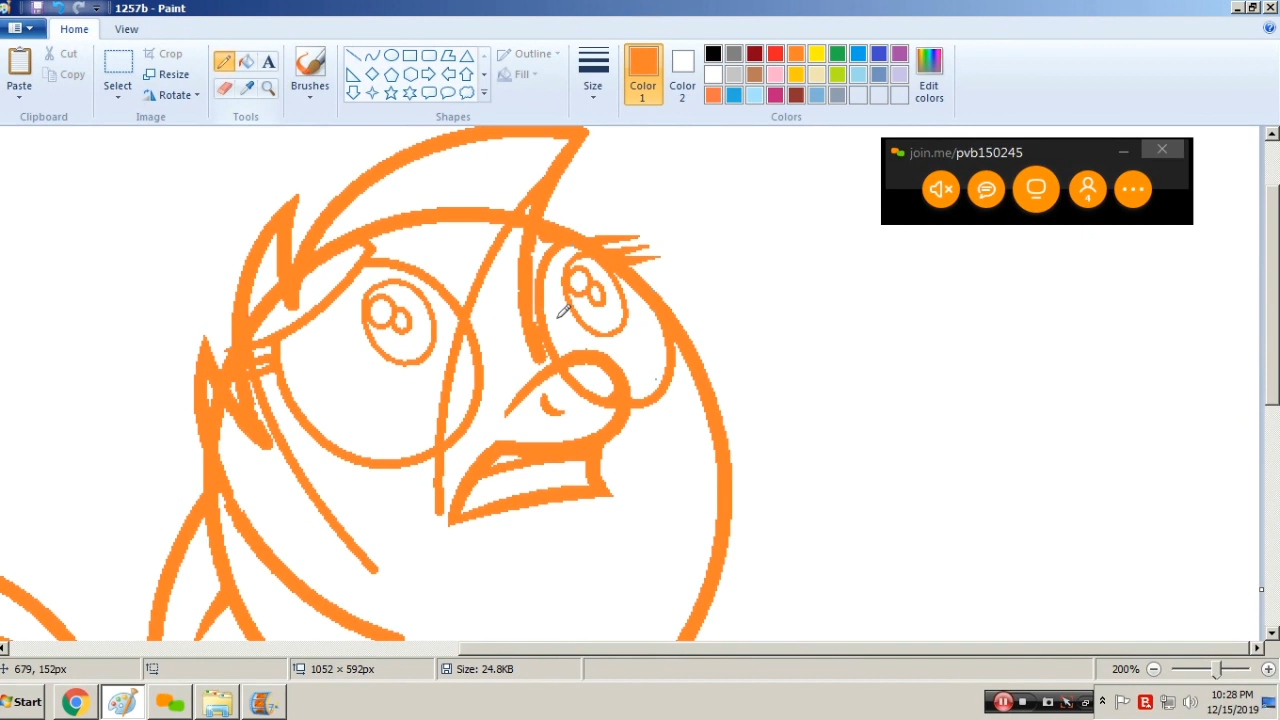 1257b - Paint
Home
View
Paste
Cut
Copy
Clipboard
Select
Crop
Resize
Rotate
Image
A
Tools
Brushes
Outline
Fill
Shapes
Size
Color
1
Color
2
Edit
colors
Colors
join.me/pvb150245
4
679, 152px
1052 × 592px
Size: 24.8KB
200%
Start
10:28 PM
12/15/2019